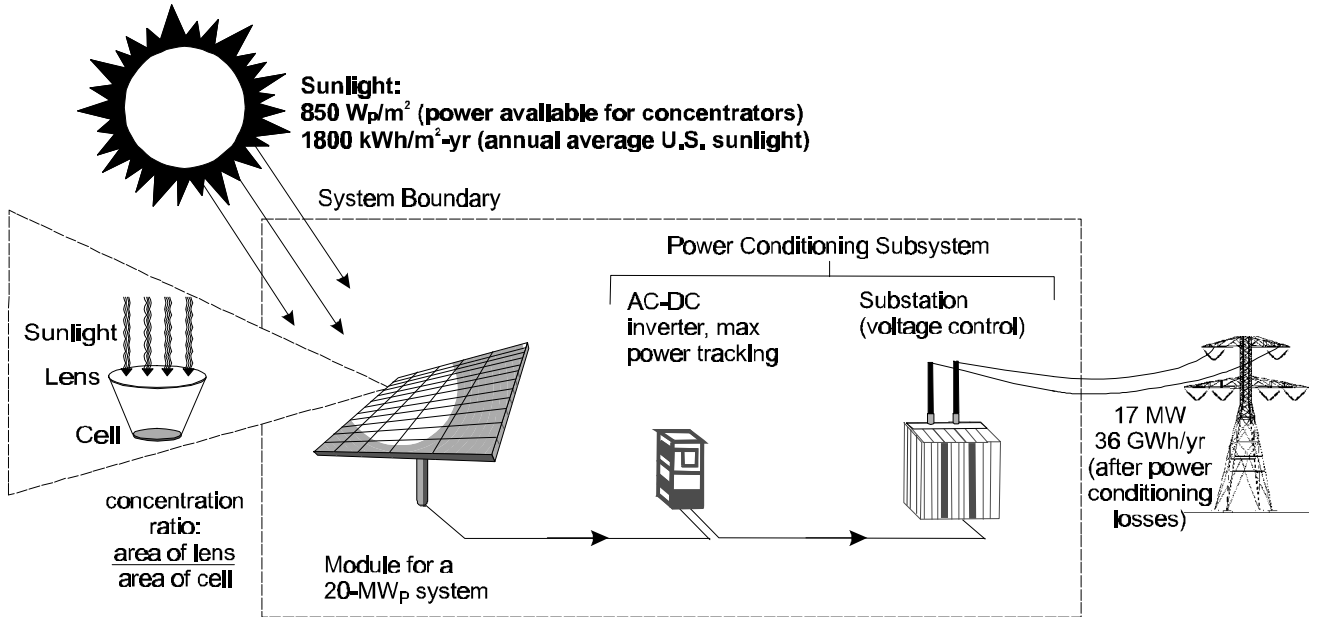 Sunlight:
850 Wₚ/m² (power available for concentrators)
1800 kWh/m²-yr (annual average U.S. sunlight)
System Boundary
Power Conditioning Subsystem
AC-DC
inverter, max
power tracking
Substation
(voltage control)
Sunlight
Lens
Cell
concentration
ratio:
area of lens
area of cell
Module for a
20-MWₚ system
17 MW
36 GWh/yr
(after power
conditioning
losses)